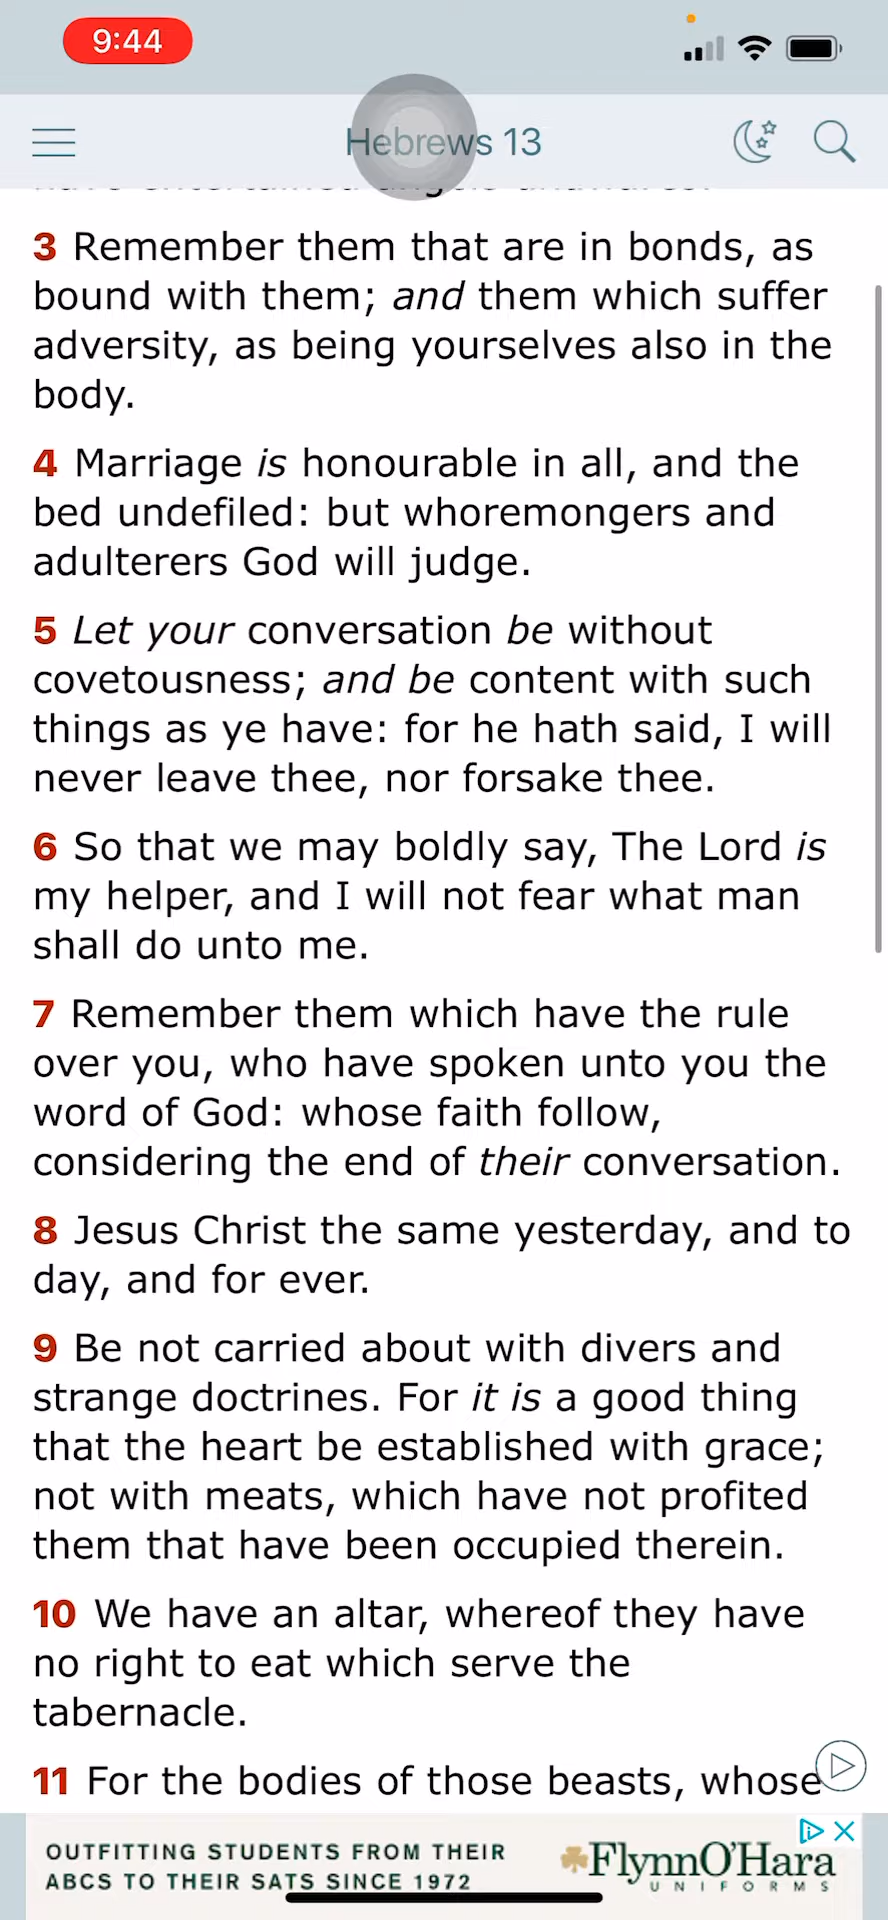 9:44
Hebrews 13
3 Remember them that are in bonds, as
bound with them; and them which suffer
adversity, as being yourselves also in the
body.
4 Marriage is honourable in all, and the
bed undefiled: but whoremongers and
adulterers God will judge.
5 Let your conversation be without
covetousness; and be content with such
things as ye have: for he hath said, I will
never leave thee, nor forsake thee.
6 So that we may boldly say, The Lord is
my helper, and I will not fear what man
shall do unto me.
7 Remember them which have the rule
over you, who have spoken unto you the
word of God: whose faith follow,
considering the end of their conversation.
8 Jesus Christ the same yesterday, and to
day, and for ever.
9 Be not carried about with divers and
strange doctrines. For it is a good thing
that the heart be established with grace;
not with meats, which have not profited
them that have been occupied therein.
10 We have an altar, whereof they have
no right to eat which serve the
tabernacle.
11 For the bodies of those beasts, whose
OUTFITTING STUDENTS FROM THEIR
ABCS TO THEIR SATS SINCE 1972
FlynnO'Hara
UNIFORMS